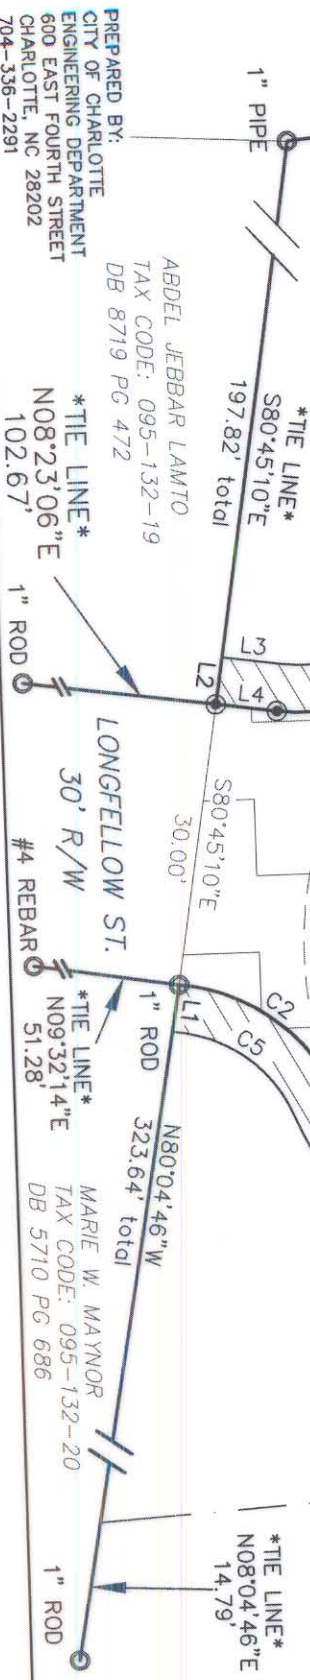 1" PIPE
*TIE LINE*
S80°45'10"E
197.82' total
ABDEL JEBBAR LAMTO
TAX CODE: 095-132-19
DB 8719 PG 472
PREPARED BY:
CITY OF CHARLOTTE
ENGINEERING DEPARTMENT
600 EAST FOURTH STREET
CHARLOTTE, NC 28202
704-336-2291
*TIE LINE*
N08°23'06"E
102.67'
1" ROD
L3
L4
L2
S80°45'10"E
30.00'
LONGFELLOW ST.
30' R/W
#4 REBAR
*TIE LINE*
N09°32'14"E
51.28'
1" ROD
L1
C2
C5
N80°04'46"W
323.64' total
MARIE W. MAYNOR
TAX CODE: 095-132-20
DB 5710 PG 686
*TIE LINE*
N08°04'46"E
14.79'
1" ROD